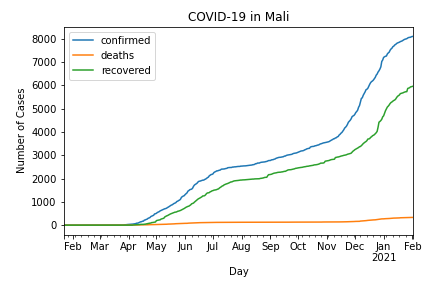 COVID-19 in Mali
confirmed
deaths
recovered
Number of Cases
8000
7000
6000
5000
4000
3000
2000
1000
0
Feb Mar Apr May Jun Jul Aug Sep Oct Nov Dec Jan Feb
2021
Day